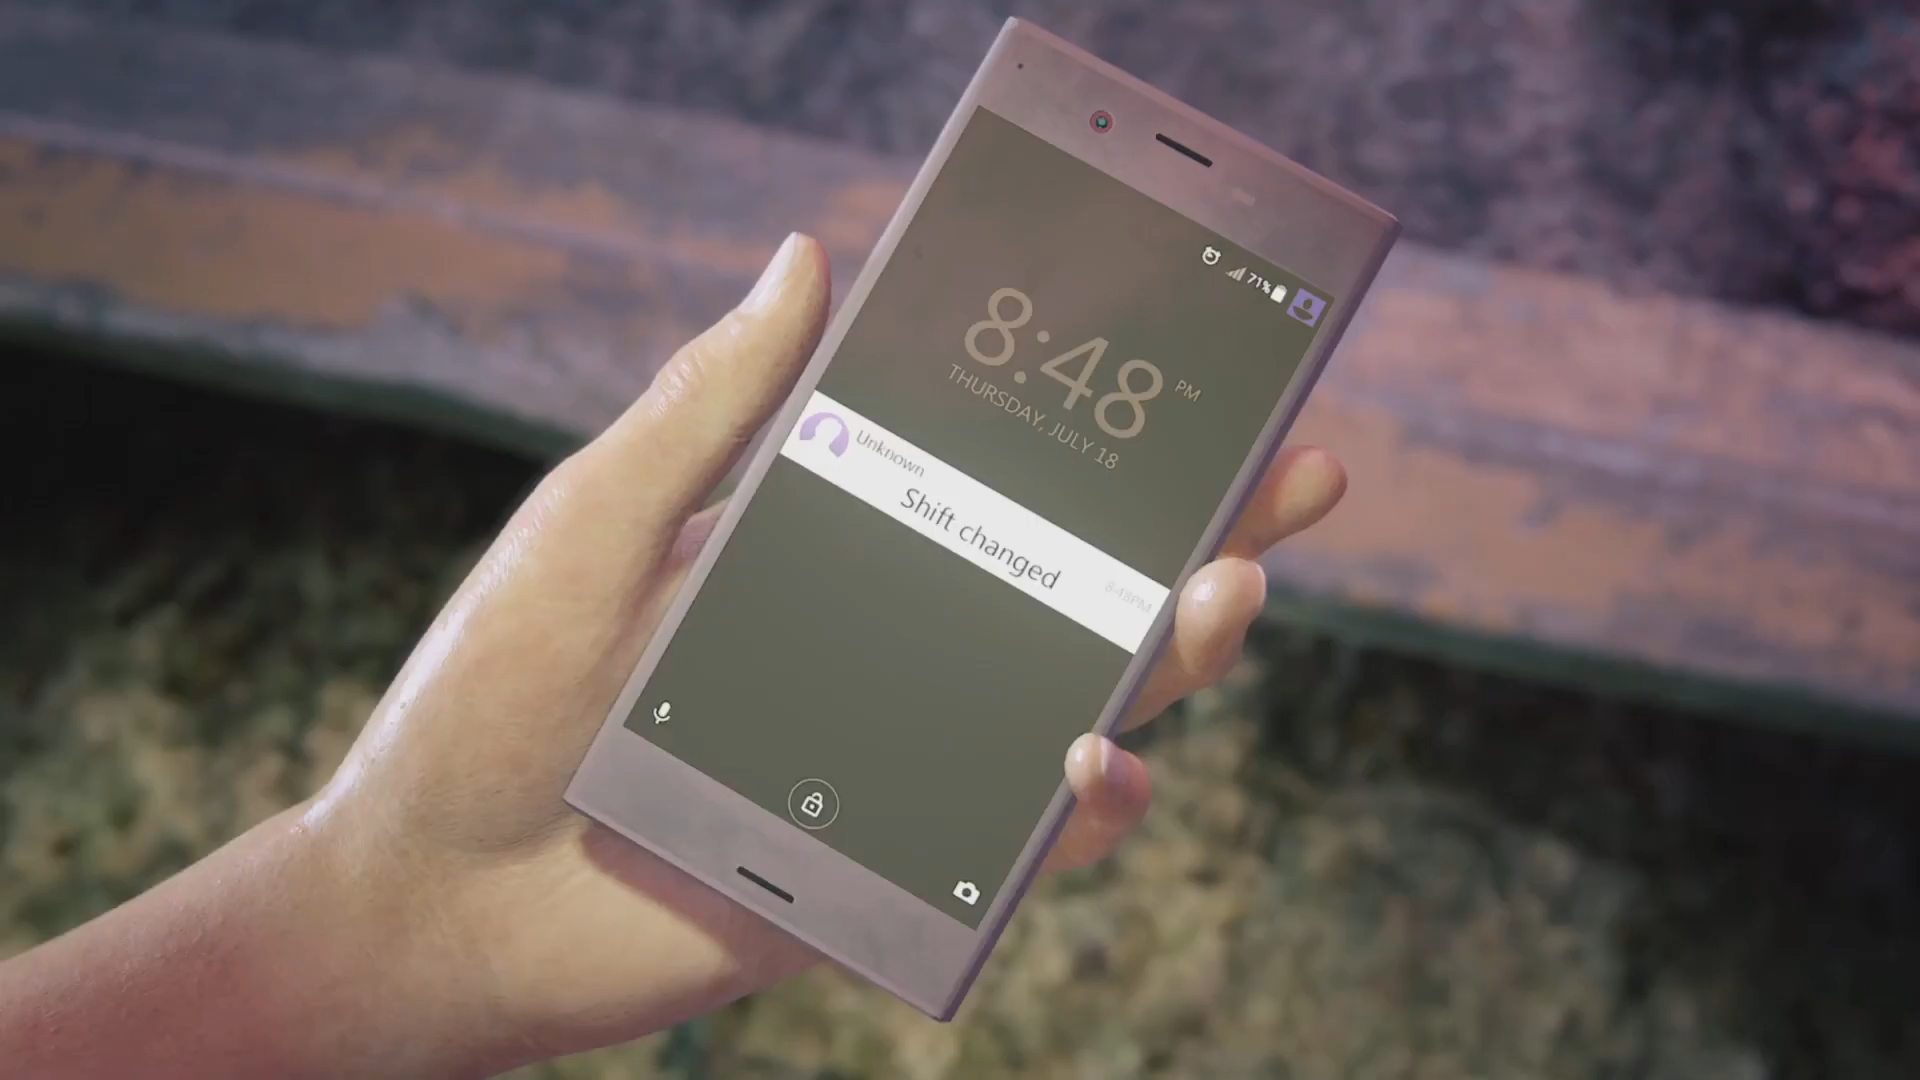 71%
8:48 PM
THURSDAY, JULY 18
Unknown
Shift changed
8:48PM